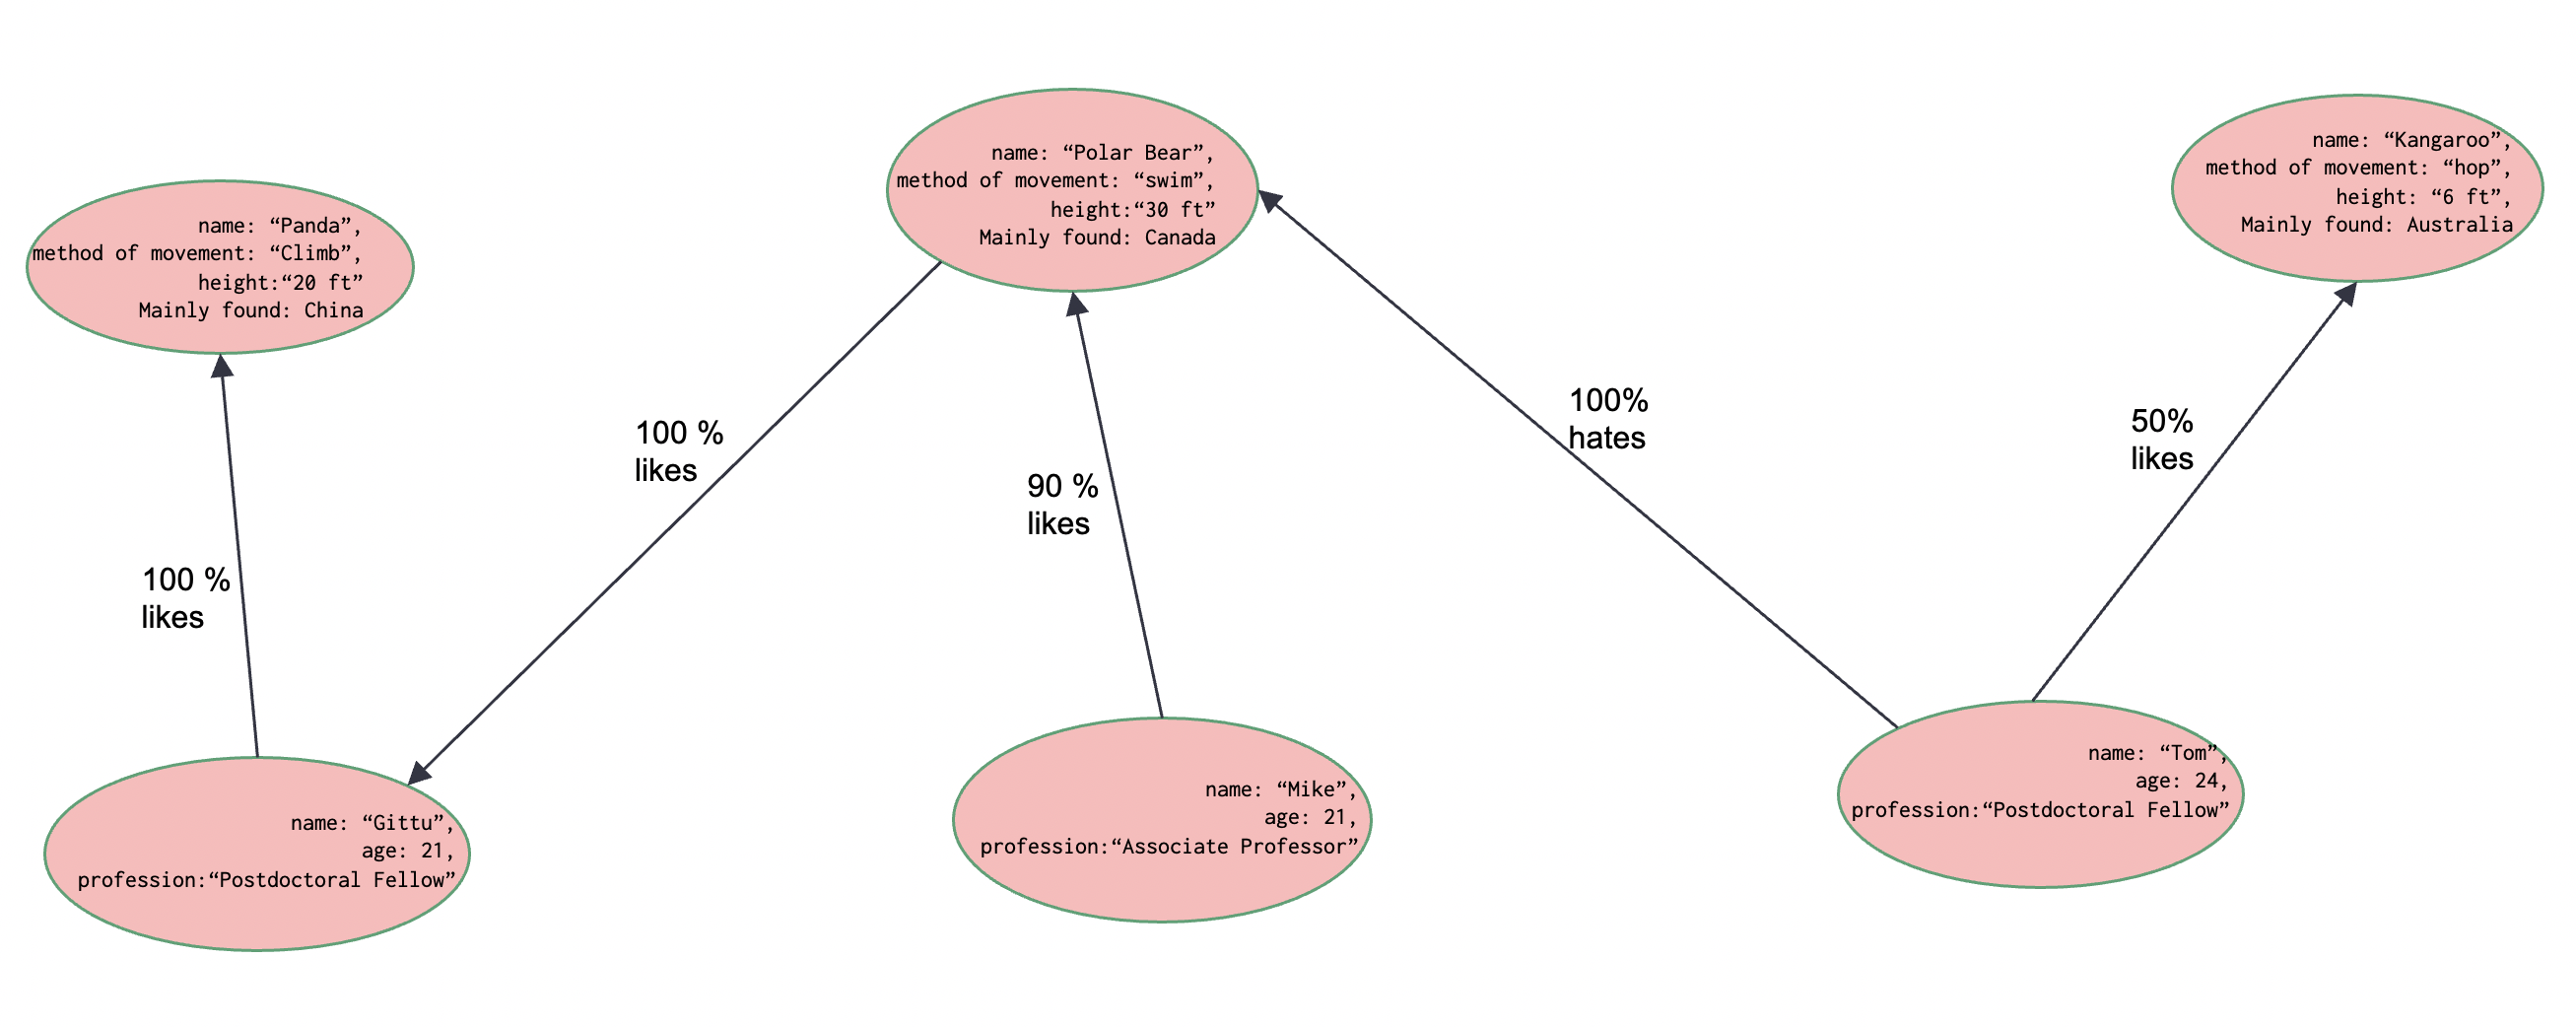 name: “Panda”,
method of movement: “Climb”,
height:“20 ft”
Mainly found: China
name: “Polar Bear”,
method of movement: “swim”,
height:“30 ft”
Mainly found: Canada
name: “Kangaroo”,
method of movement: “hop”,
height: “6 ft”,
Mainly found: Australia
100 %
likes
100 %
likes
90 %
likes
100%
hates
50%
likes
name: “Gittu”,
age: 21,
profession:“Postdoctoral Fellow”
name: “Mike”,
age: 21,
profession:“Associate Professor”
name: “Tom”,
age: 24,
profession:“Postdoctoral Fellow”